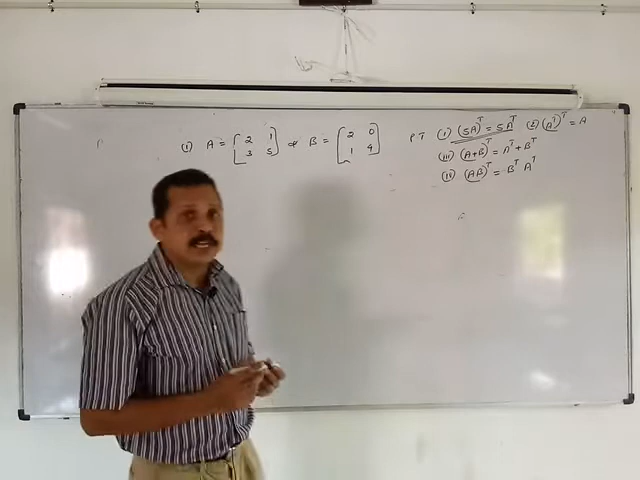 (1) A = [2 1 3 5] & B = [2 0 1 4] PT (i) (5A)^T = 5A^T (ii) (A^T)^T = A
(iii) (A+B)^T = A^T + B^T
(iv) (AB)^T = B^T A^T